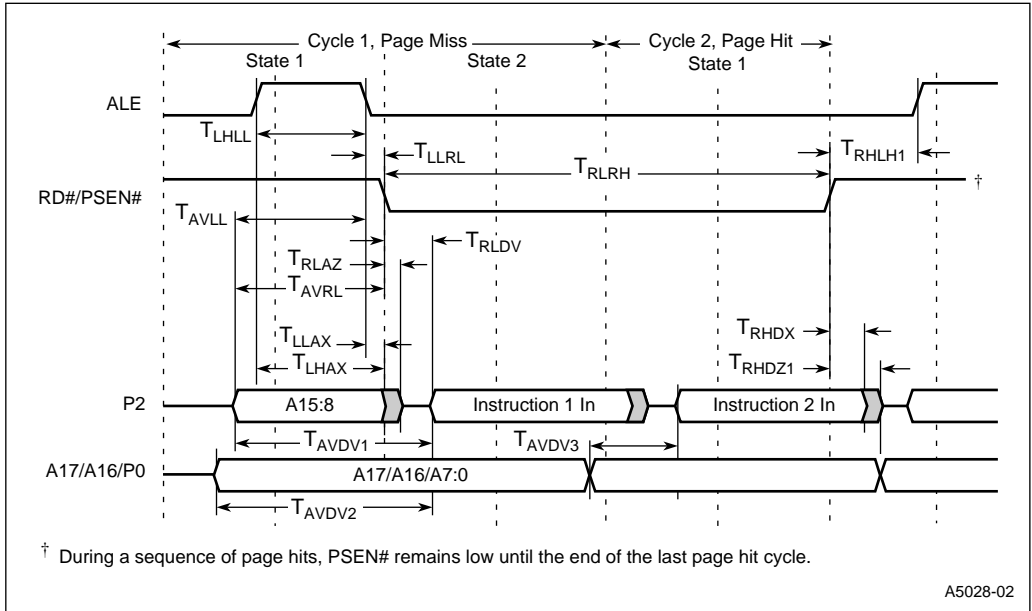 Cycle 1, Page Miss
Cycle 2, Page Hit
State 1
State 2
State 1
ALE
TLHLL
TLLRL
TRLRH
TRHLH1
RD#/PSEN#
†
TAVLL
TRLDV
TRLAZ
TAVRL
TLLAX
TRHDX
TLHAX
TRHDZ1
P2
A15:8
Instruction 1 In
Instruction 2 In
TAVDV1
TAVDV3
A17/A16/P0
A17/A16/A7:0
TAVDV2
† During a sequence of page hits, PSEN# remains low until the end of the last page hit cycle.
A5028-02